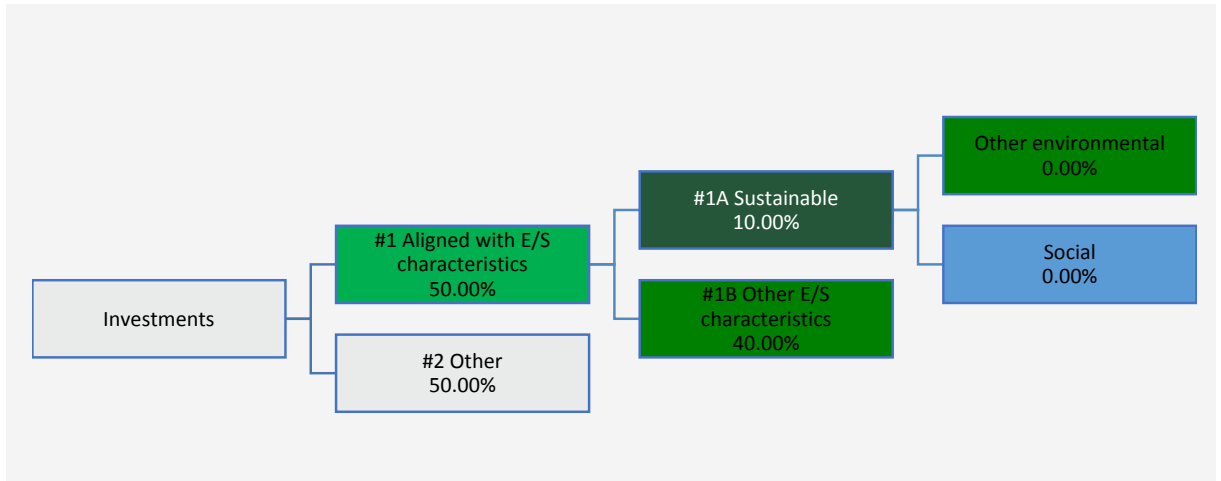 Investments
#1 Aligned with E/S
characteristics
50.00%
#2 Other
50.00%
#1A Sustainable
10.00%
#1B Other E/S
characteristics
40.00%
Other environmental
0.00%
Social
0.00%